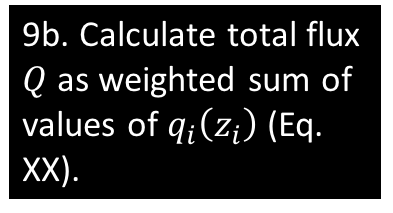 9b. Calculate total flux
Q as weighted sum of
values of qᵢ(zᵢ) (Eq.
XX).